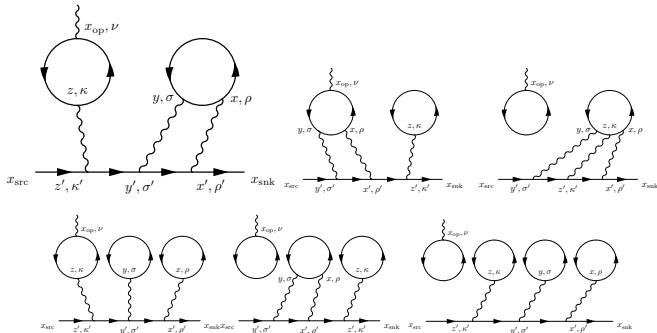 x_op, ν
z, κ
y, σ
x, ρ
x_src
z′, κ′
y′, σ′
x′, ρ′
x_snk
x_op, ν
y, σ
x, ρ
z, κ
x_src
y′, σ′
x′, ρ′
z′, κ′
x_snk
x_op, ν
y, σ
z, κ
x, ρ
x_src
y′, σ′
z′, κ′
x′, ρ′
x_snk
x_op, ν
z, κ
y, σ
x, ρ
x_src
z′, κ′
y′, σ′
x′, ρ′
x_snk
x_op, ν
y, σ
x, ρ
z, κ
x_src
y′, σ′
x′, ρ′
z′, κ′
x_snk
x_op, ν
z, κ
y, σ
x, ρ
x_src
z′, κ′
y′, σ′
x′, ρ′
x_snk